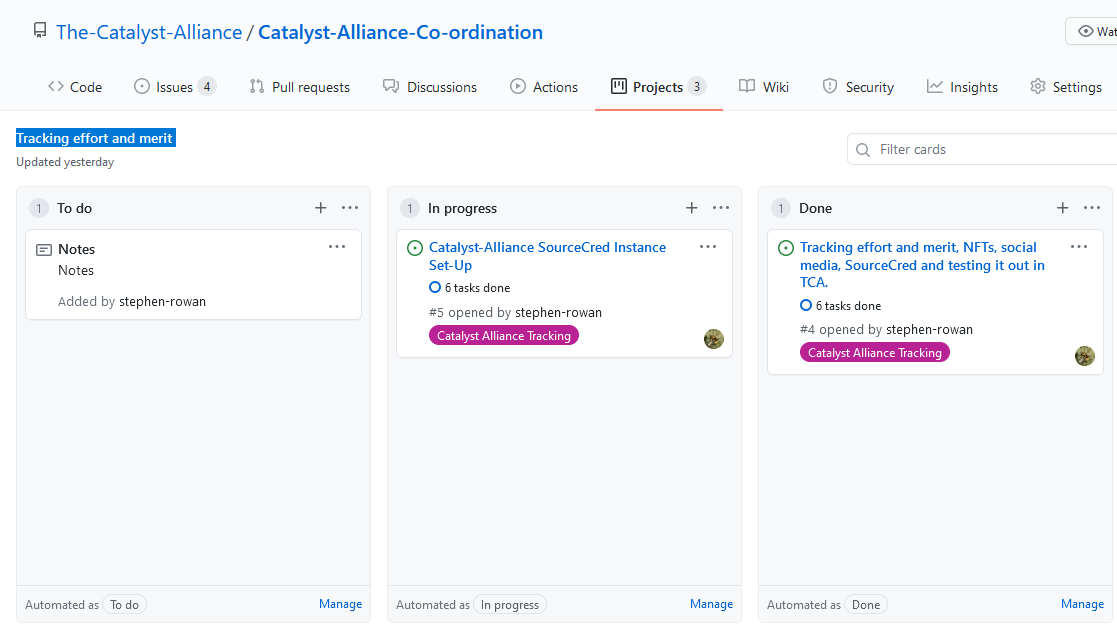 The-Catalyst-Alliance / Catalyst-Alliance-Co-ordination
Wat
Code Issues 4 Pull requests Discussions Actions Projects 3 Wiki Security Insights Settings
Tracking effort and merit
Updated yesterday
Filter cards
1 To do
Notes
Notes
Added by stephen-rowan
Automated as To do Manage
1 In progress
Catalyst-Alliance SourceCred Instance
Set-Up
6 tasks done
#5 opened by stephen-rowan
Catalyst Alliance Tracking
Automated as In progress Manage
1 Done
Tracking effort and merit, NFTs, social
media, SourceCred and testing it out in
TCA.
6 tasks done
#4 opened by stephen-rowan
Catalyst Alliance Tracking
Automated as Done Manage